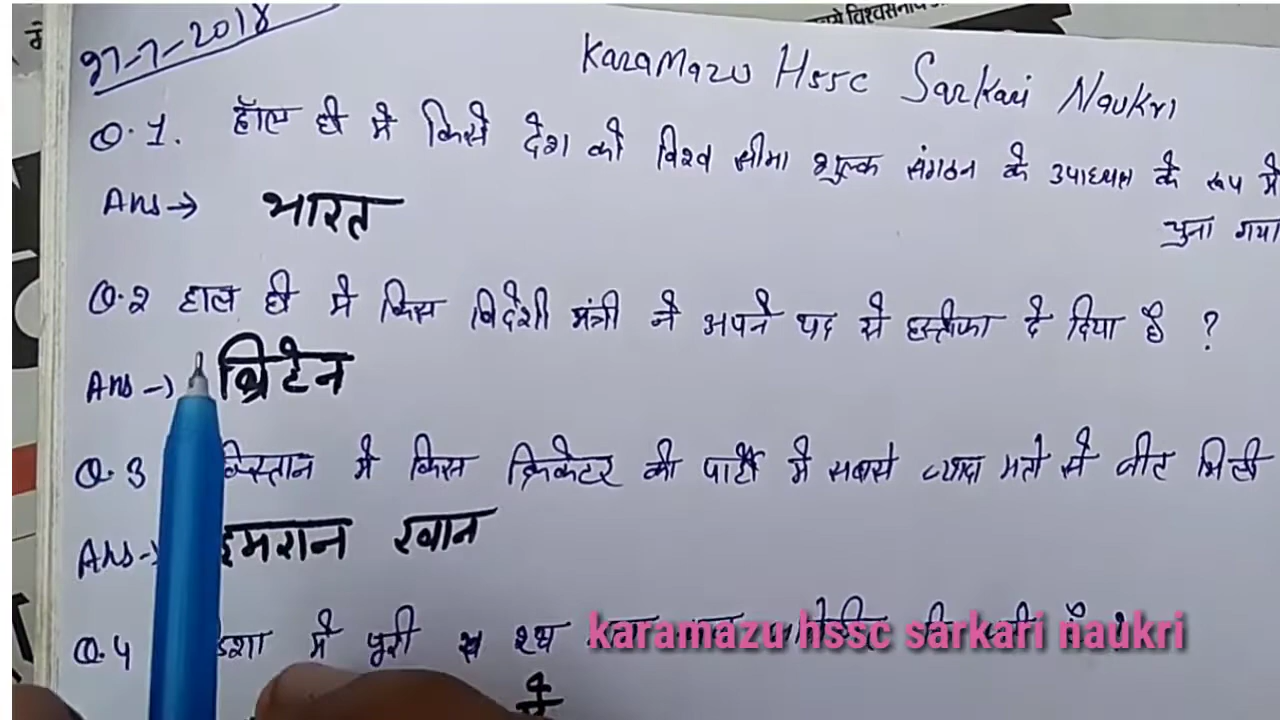 विश्वसनीय
27-7-2018
Karamazu Hssc Sarkari Naukri
Q.1. हॉल ही मे किसे देश को विश्व सीमा शुल्क संगठन के उपाध्यक्ष के रूप मे
चुना गया
Ans→ भारत
Q.2 हाल ही मे किस विदेशी मंत्री ने अपने पद से इस्तीफा दे दिया है ?
Ans→ ब्रिटेन
Q.3 किस्तान मे किस क्रिकेटर की पार्टी मे सबसे ज्यादा मतो से जीत मिली
Ans→ इमरान खान
Q.4 मे पूरी
karamazu hssc sarkari naukri